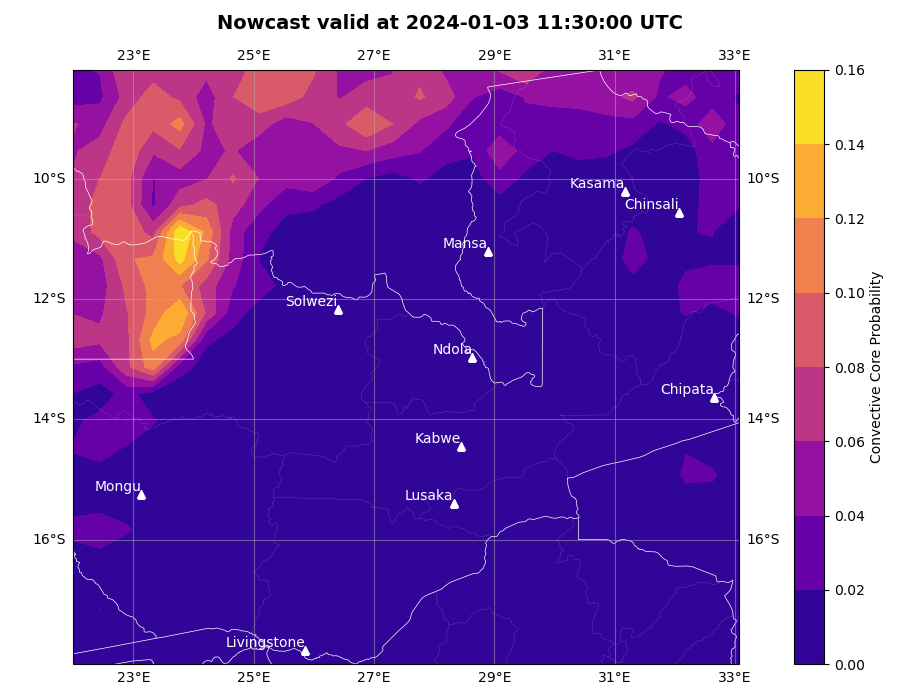 Nowcast valid at 2024-01-03 11:30:00 UTC
23°E 25°E 27°E 29°E 31°E 33°E
0.16
0.14
0.12
0.10
0.08
0.06
0.04
0.02
0.00
Convective Core Probability
10°S 10°S
12°S 12°S
14°S 14°S
16°S 16°S
Kasama
Chinsali
Mansa
Solwezi
Ndola
Chipata
Kabwe
Mongu
Lusaka
Livingstone
23°E 25°E 27°E 29°E 31°E 33°E